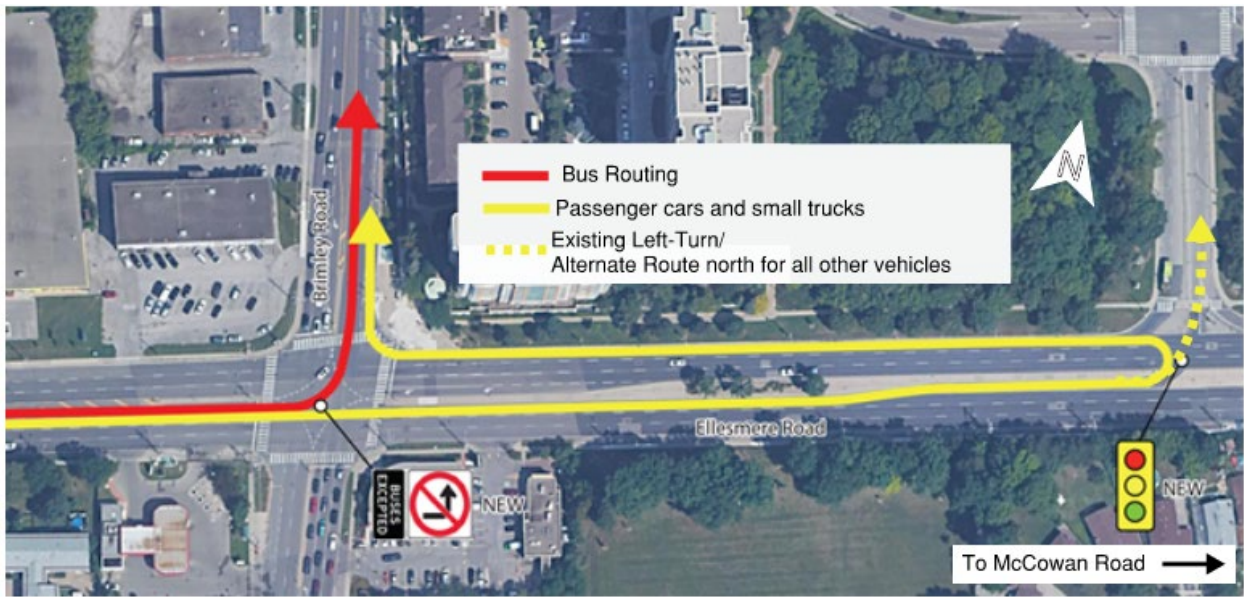 N
Bus Routing
Passenger cars and small trucks
Existing Left-Turn/
Alternate Route north for all other vehicles
Brimley Road
Ellesmere Road
BUSES
EXCEPTED
NEW
NEW
To McCowan Road